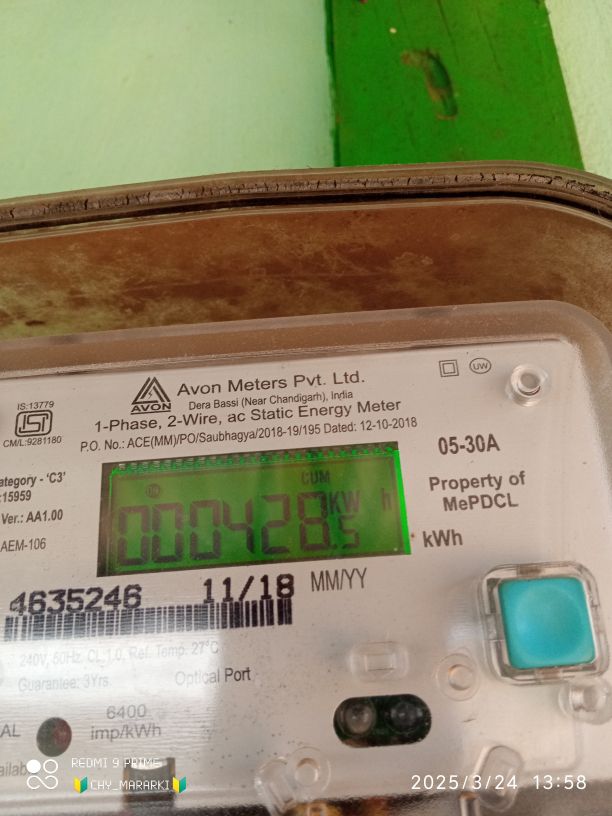 IS:13779
ISI
CM/L:9281180
AVON
Avon Meters Pvt. Ltd.
Dera Bassi (Near Chandigarh), India
1-Phase, 2-Wire, ac Static Energy Meter
P.O. No.: ACE(MM)/PO/Saubhagya/2018-19/195 Dated: 12-10-2018
UW
05-30A
Property of
MePDCL
ategory - 'C3'
:15959
Ver.: AA1.00
AEM-106
CUM
000428.5 KW h
kWh
4635246 11/18 MM/YY
240V, 50Hz, CL 1.0, Ref. Temp. 27°C
Guarantee: 3Yrs. Optical Port
6400
imp/kWh
AL
REDMI 9 PRIME
CHY_MARARKI
2025/3/24 13:58